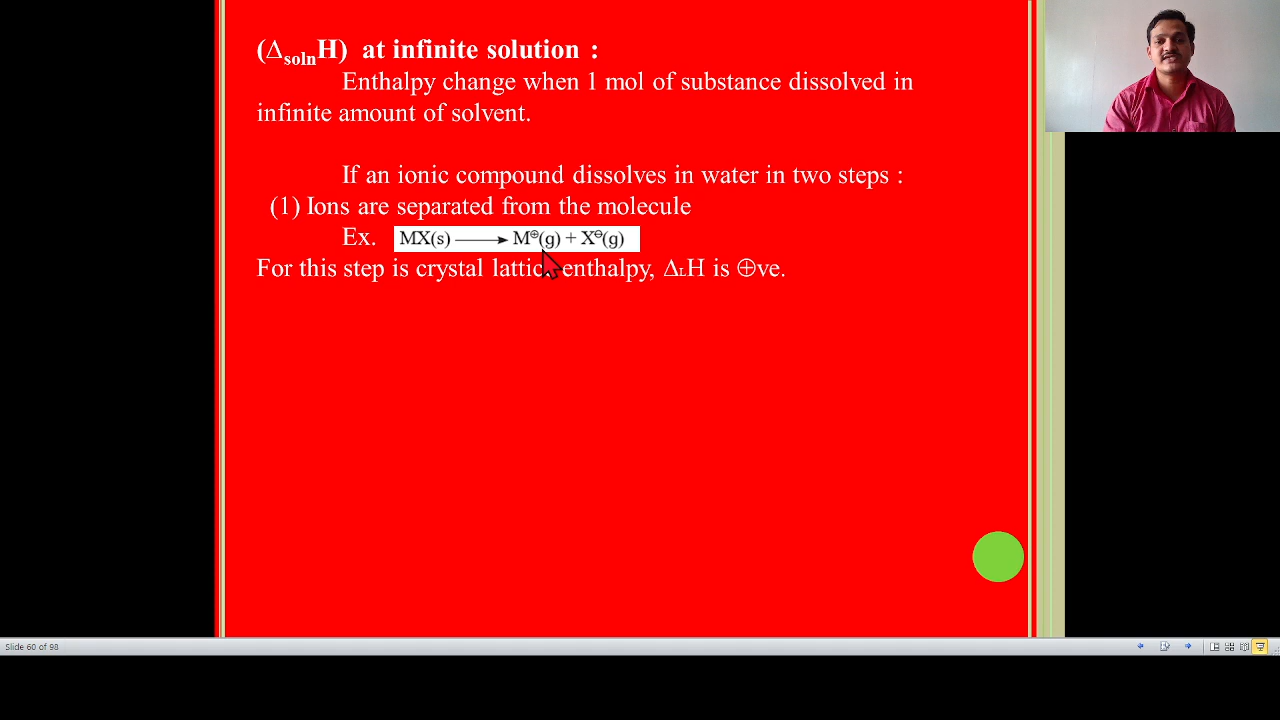 (ΔsolnH) at infinite solution :
Enthalpy change when 1 mol of substance dissolved in
infinite amount of solvent.
If an ionic compound dissolves in water in two steps :
(1) Ions are separated from the molecule
Ex. MX(s) ⟶ M⊕(g) + X⊖(g)
For this step is crystal lattice enthalpy, ΔLH is ⊕ve.
Slide 60 of 98